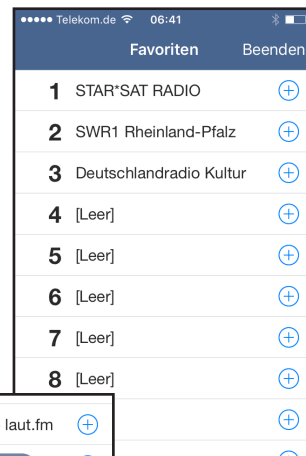 Telekom.de 06:41
Favoriten Beenden
1 STAR*SAT RADIO
2 SWR1 Rheinland-Pfalz
3 Deutschlandradio Kultur
4 [Leer]
5 [Leer]
6 [Leer]
7 [Leer]
8 [Leer]
laut.fm